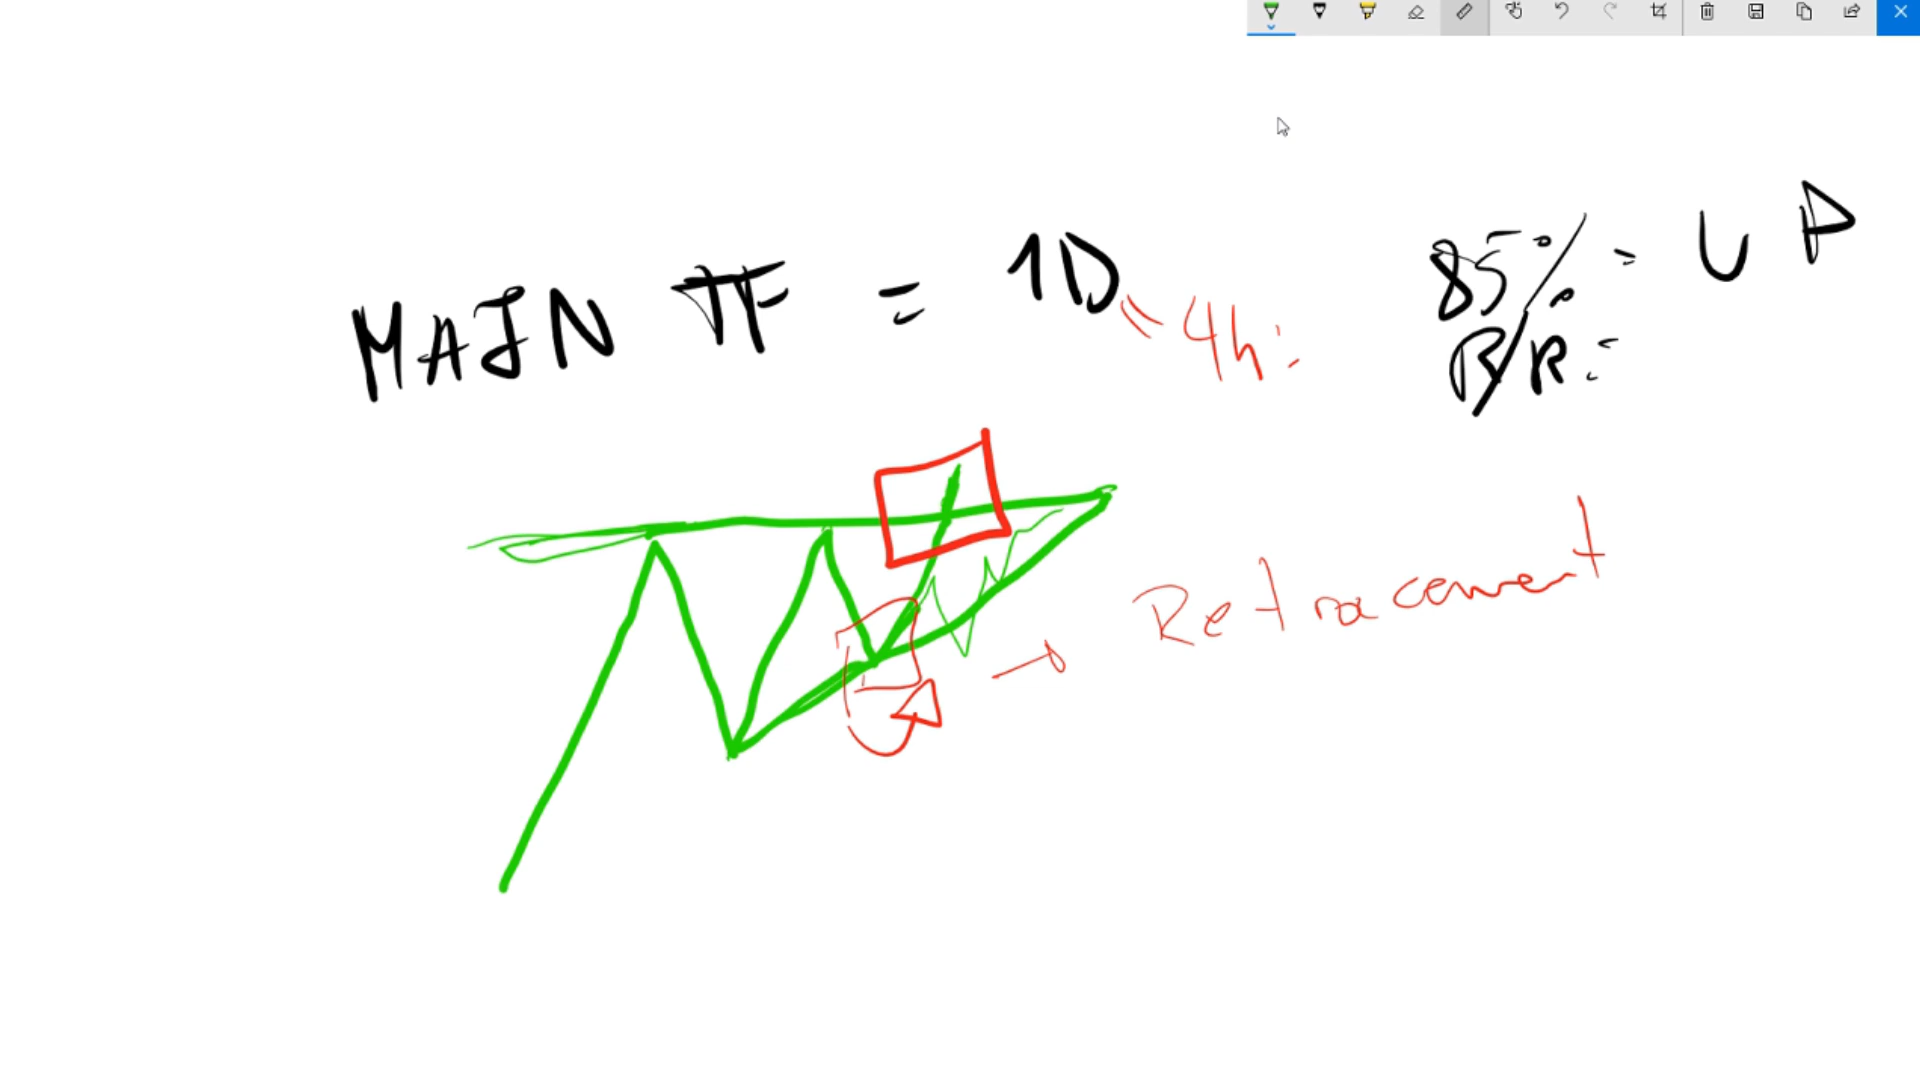 MAIN TF = 1D = 4h:
85% = UP
R/R:
Retracement